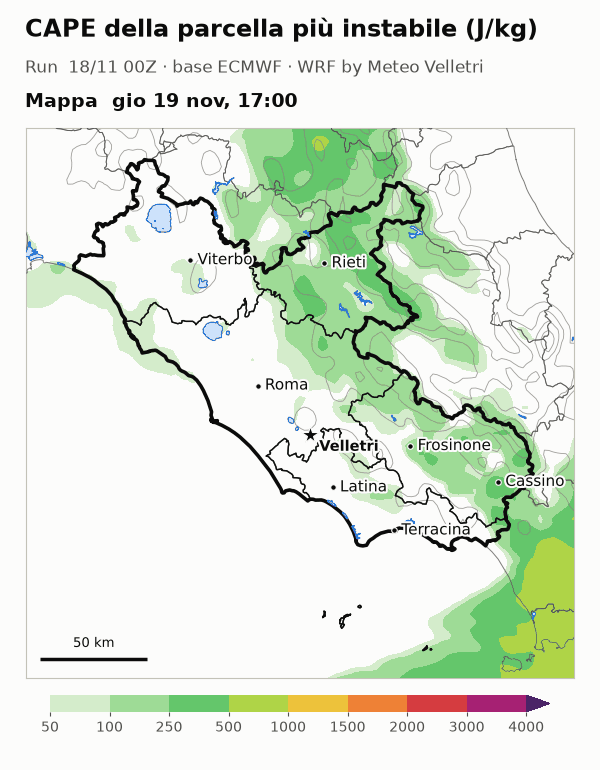 CAPE della parcella più instabile (J/kg)
Run  18/11 00Z · base ECMWF · WRF by Meteo Velletri
Mappa  gio 19 nov, 17:00
Viterbo
Rieti
Roma
Velletri
Frosinone
Cassino
Latina
Terracina
50 km
50 100 250 500 1000 1500 2000 3000 4000